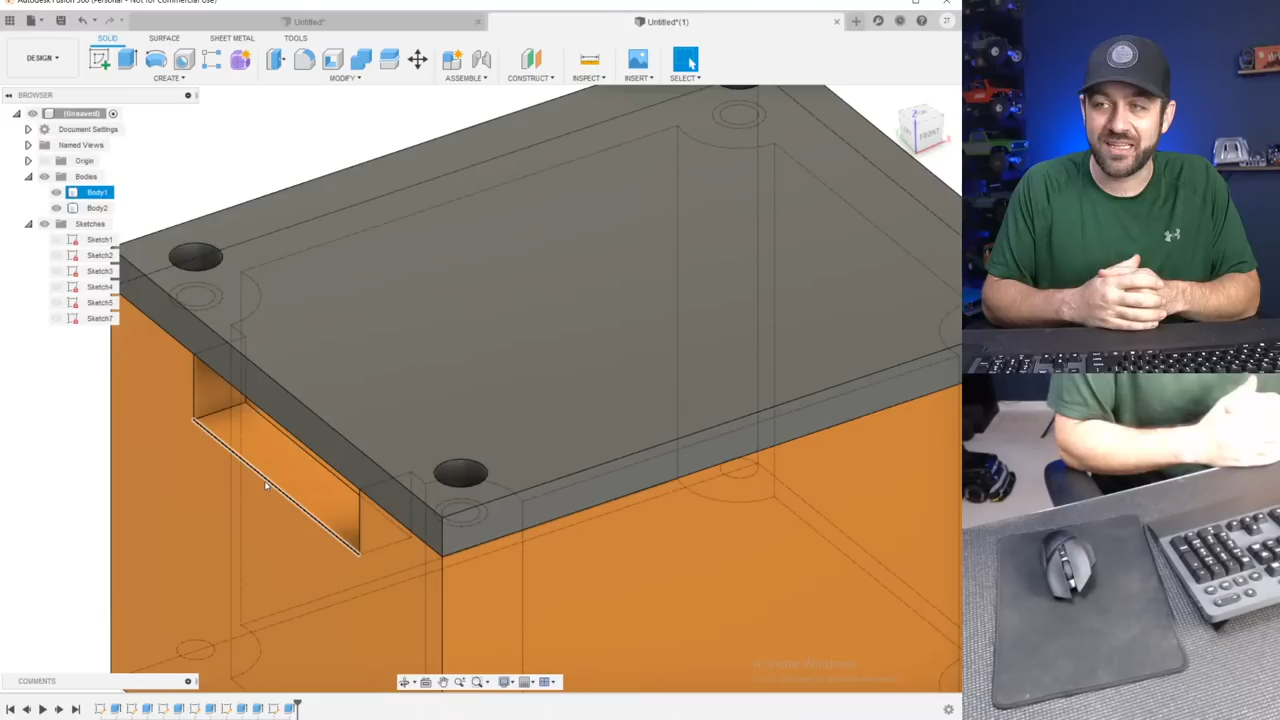 Autodesk Fusion 360 (Personal - Not for Commercial Use)
Untitled*
Untitled*(1)
JT
DESIGN
SOLID
SURFACE
SHEET METAL
TOOLS
CREATE
MODIFY
ASSEMBLE
CONSTRUCT
INSPECT
INSERT
SELECT
BROWSER
(Unsaved)
Document Settings
Named Views
Origin
Bodies
Body1
Body2
Sketches
Sketch1
Sketch2
Sketch3
Sketch4
Sketch5
Sketch7
Z
FRONT
X
Activate Windows
COMMENTS